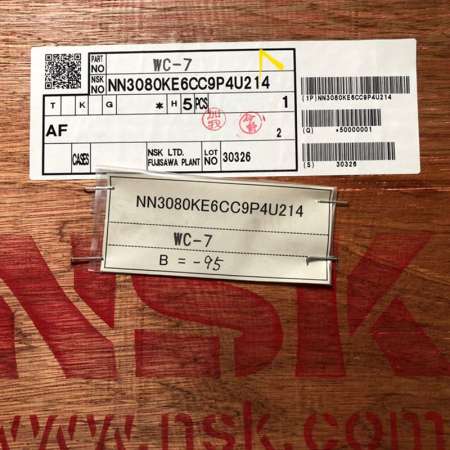 PART NO WC-7
NSK NO NN3080KE6CC9P4U214
T K G * H 5 PCS 1
AF 2
CASES NSK LTD. FUJISAWA PLANT LOT NO 30326
(1P)NN3080KE6CC9P4U214
(Q) *50000001
(S) 30326
NN3080KE6CC9P4U214
WC-7
B = -95
NSK
www.nsk.com